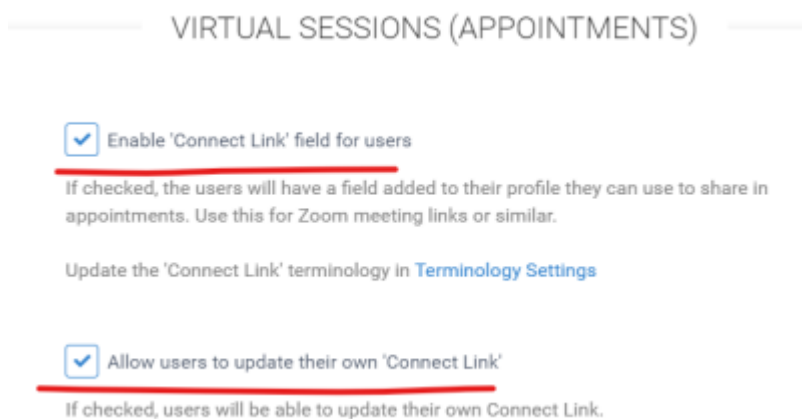 VIRTUAL SESSIONS (APPOINTMENTS)
Enable 'Connect Link' field for users
If checked, the users will have a field added to their profile they can use to share in
appointments. Use this for Zoom meeting links or similar.
Update the 'Connect Link' terminology in Terminology Settings
Allow users to update their own 'Connect Link'
If checked, users will be able to update their own Connect Link.